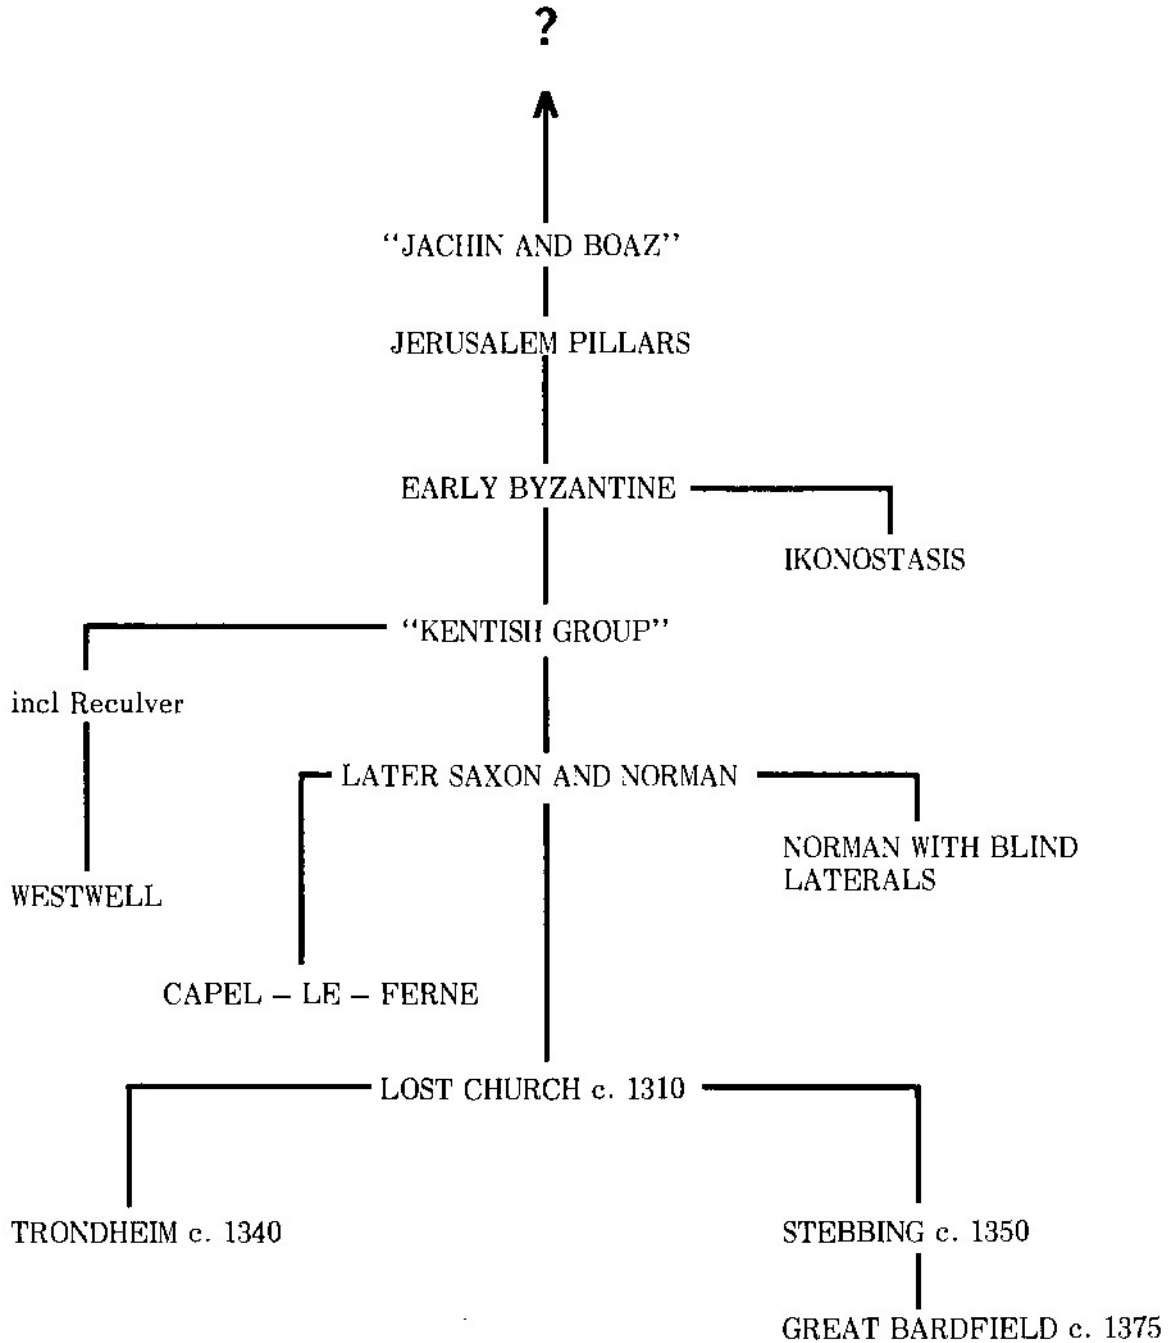 ?
“JACHIN AND BOAZ”
JERUSALEM PILLARS
EARLY BYZANTINE
IKONOSTASIS
“KENTISH GROUP”
incl Reculver
LATER SAXON AND NORMAN
NORMAN WITH BLIND
LATERALS
WESTWELL
CAPEL – LE – FERNE
LOST CHURCH c. 1310
TRONDHEIM c. 1340
STEBBING c. 1350
GREAT BARDFIELD c. 1375